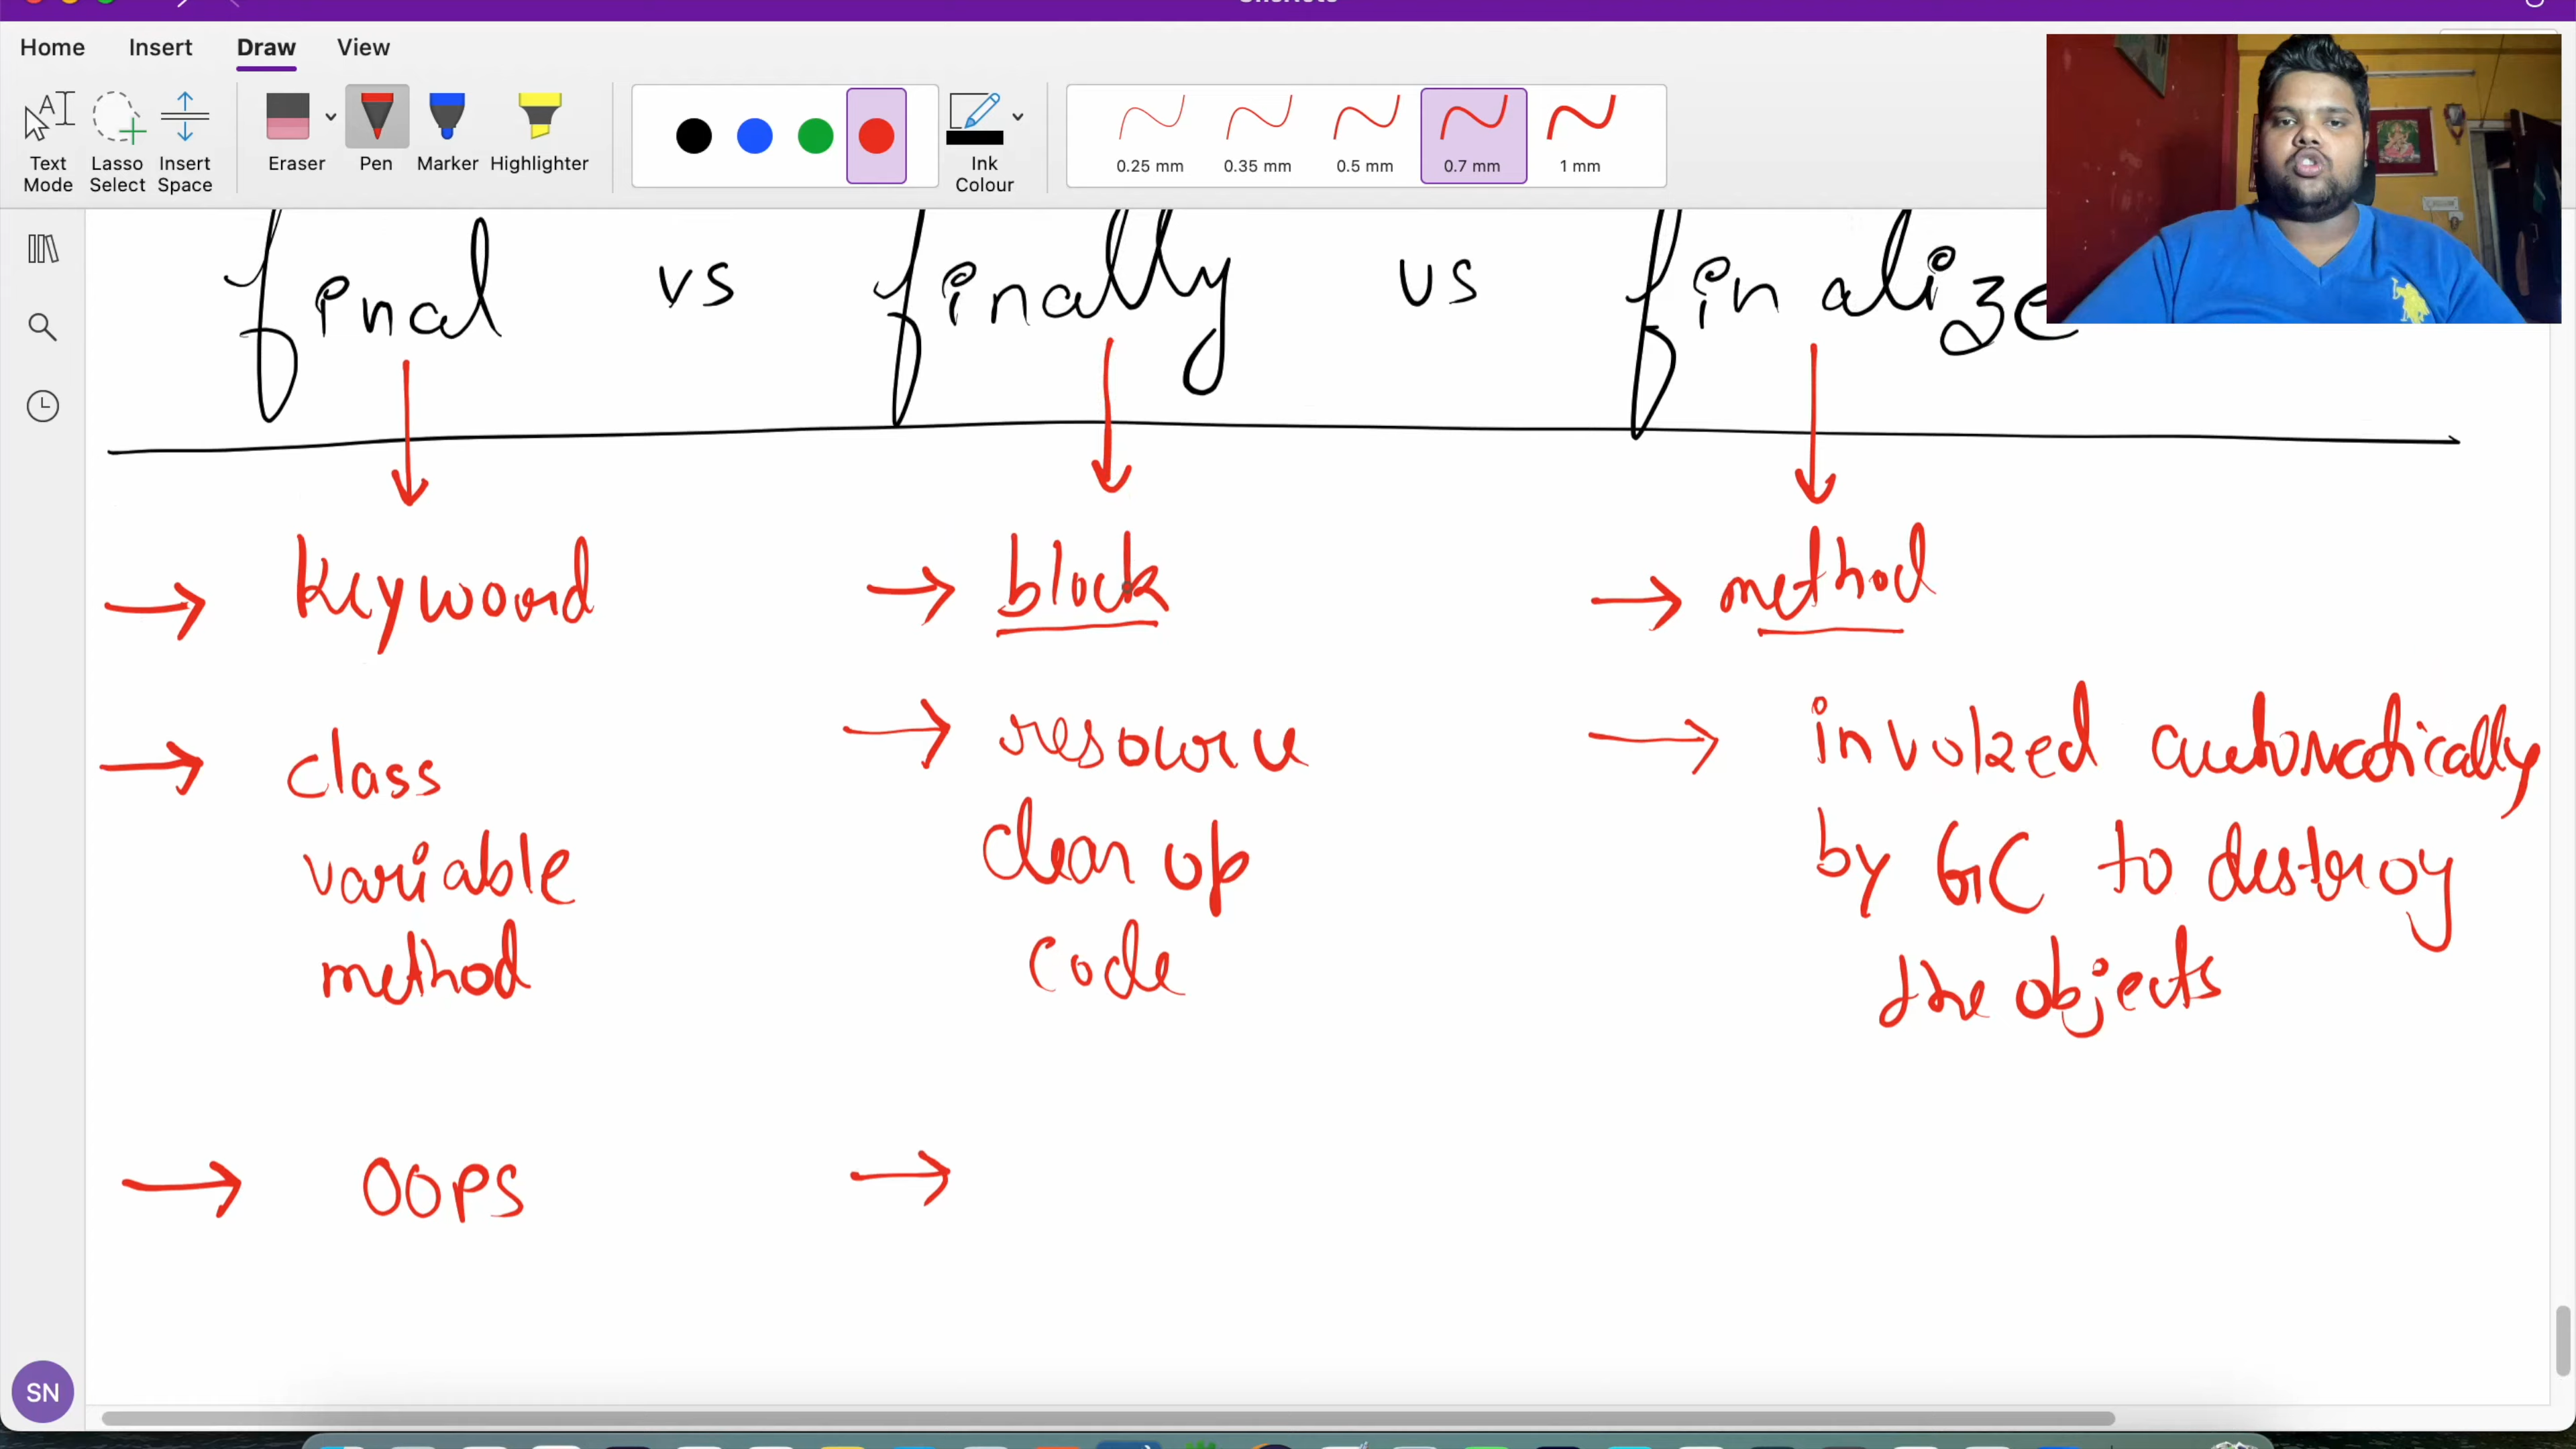 Home Insert Draw View
Text Mode
Lasso Select
Insert Space
Eraser
Pen
Marker
Highlighter
Ink Colour
0.25 mm
0.35 mm
0.5 mm
0.7 mm
1 mm
final vs finally vs finalize
→ keyword
→ block
→ method
→ class
variable
method
→ resource
clean up
code
→ invoked automatically
by GC to destroy
the objects
→ OOPS
→
SN